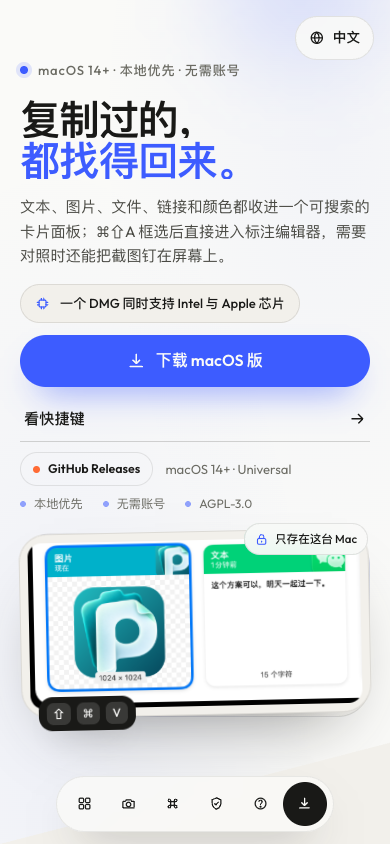 中文
macOS 14+ · 本地优先 · 无需账号
复制过的，
都找得回来。
文本、图片、文件、链接和颜色都收进一个可搜索的
卡片面板；⌘⇧A 框选后直接进入标注编辑器，需要
对照时还能把截图钉在屏幕上。
一个 DMG 同时支持 Intel 与 Apple 芯片
下载 macOS 版
看快捷键
GitHub Releases
macOS 14+ · Universal
本地优先
无需账号
AGPL-3.0
只存在这台 Mac
图片
现在
文本
1分钟前
这个方案可以，明天一起过一下。
1024 × 1024
15 个字符
⇧ ⌘ V